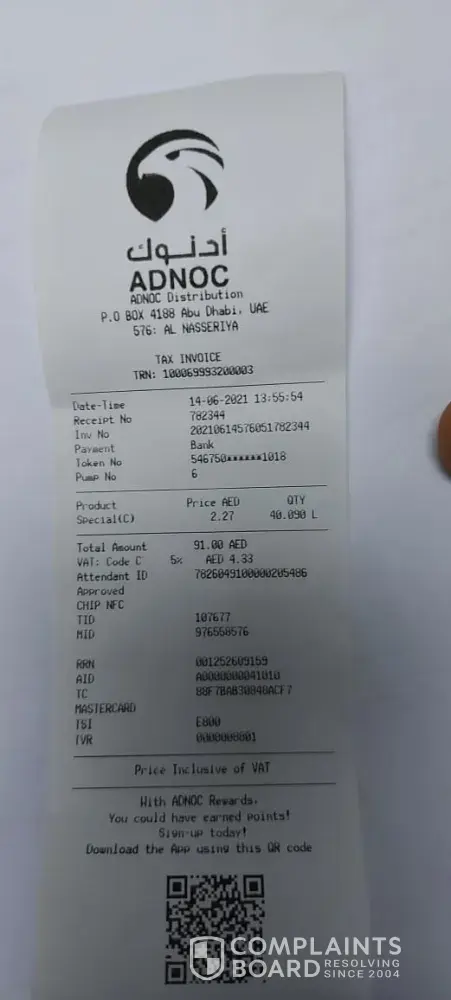 أدنوك
ADNOC
ADNOC Distribution
P.O BOX 4188 Abu Dhabi, UAE
576: AL NASSERIYA
TAX INVOICE
TRN: 100069993200003
Date-Time 14-06-2021 13:55:54
Receipt No 782344
Inv No 20210614576051782344
Payment Bank
Token No 546750******1018
Pump No 6
Product Price AED QTY
Special(C) 2.27 40.090 L
Total Amount 91.00 AED
VAT: Code C 5% AED 4.33
Attendant ID 7826049100000205486
Approved
CHIP NFC
TID 107677
MID 976550576
RRN 001252609159
AID A0000000041010
TC
MASTERCARD
TSI E800
TVR 0000008001
Price Inclusive of VAT
With ADNOC Rewards.
You could have earned points!
Sign-up today!
Download the App using this QR code
COMPLAINTS
BOARD RESOLVING
SINCE 2004